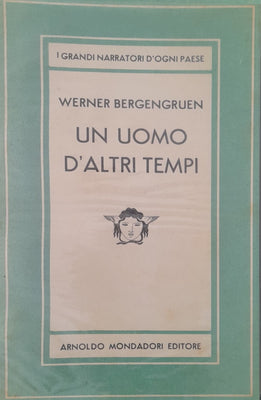 I GRANDI NARRATORI D'OGNI PAESE
WERNER BERGENGRUEN
UN UOMO
D'ALTRI TEMPI
ARNOLDO MONDADORI EDITORE